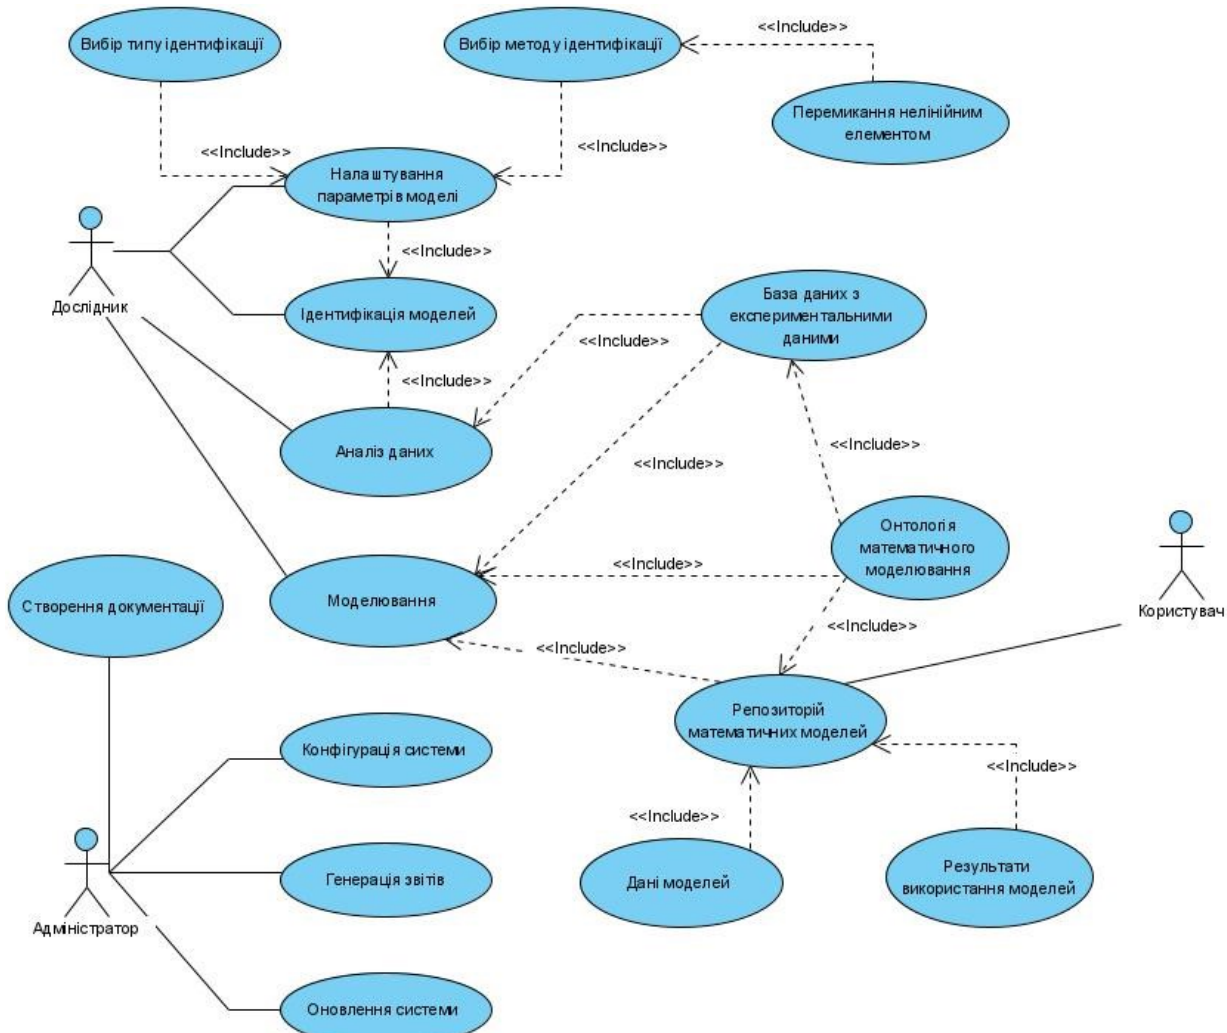 <<Include>>
Вибір типу ідентифікації
Вибір методу ідентифікації
Перемикання нелінійним
елементом
<<Include>>
<<Include>>
Налаштування
параметрів моделі
<<Include>>
Дослідник
Ідентифікація моделей
База даних з
експериментальними
даними
<<Include>>
<<Include>>
Аналіз даних
<<Include>>
<<Include>>
Онтологія
математичного
моделювання
<<Include>>
Створення документації
Моделювання
Користувач
<<Include>>
<<Include>>
Репозиторій
математичних моделей
Конфігурація системи
<<Include>>
<<Include>>
Генерація звітів
Дані моделей
Результати
використання моделей
Адміністратор
Оновлення системи